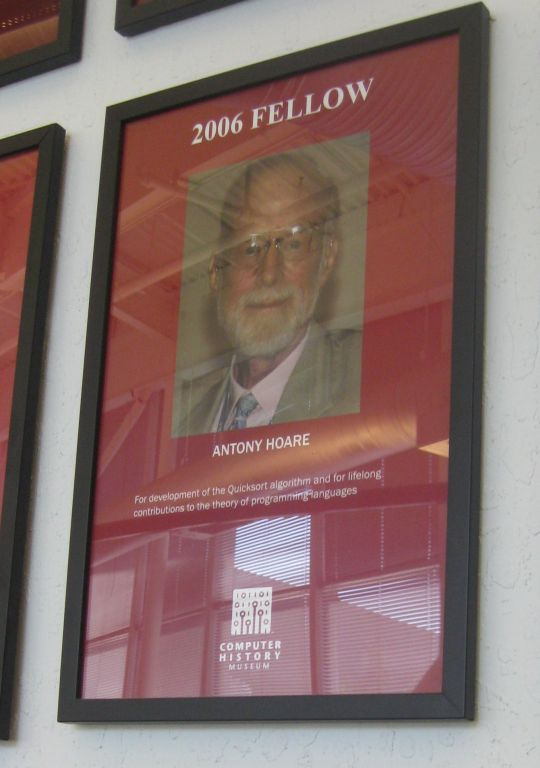 2006 FELLOW
ANTONY HOARE
For development of the Quicksort algorithm and for lifelong
contributions to the theory of programming languages
COMPUTER
HISTORY
MUSEUM